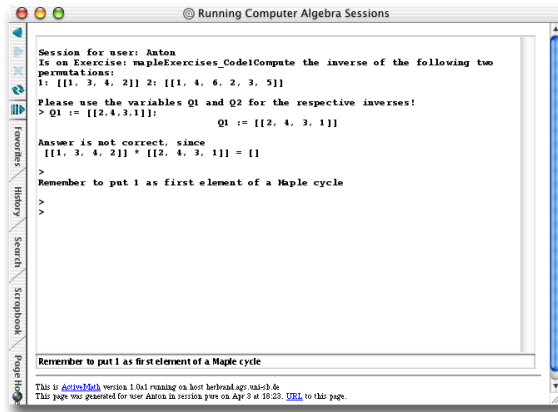 @ Running Computer Algebra Sessions
Session for user: Anton
Is on Exercise: mapleExercises_Code1Compute the inverse of the following two
permutations:
1: [[1, 3, 4, 2]] 2: [[1, 4, 6, 2, 3, 5]]
Please use the variables Q1 and Q2 for the respective inverses!
> Q1 := [[2,4,3,1]];
Q1 := [[2, 4, 3, 1]]
Answer is not correct, since
[[1, 3, 4, 2]] * [[2, 4, 3, 1]] = []
>
Remember to put 1 as first element of a Maple cycle
>
>
Favorites
History
Search
Scrapbook
Page Ho
Remember to put 1 as first element of a Maple cycle
This is ActiveMath version 1.0a1 running on host herbrand.ags.uni-sb.de
This page was generated for user Anton in session pure on Apr 3 at 18:23. URL to this page.